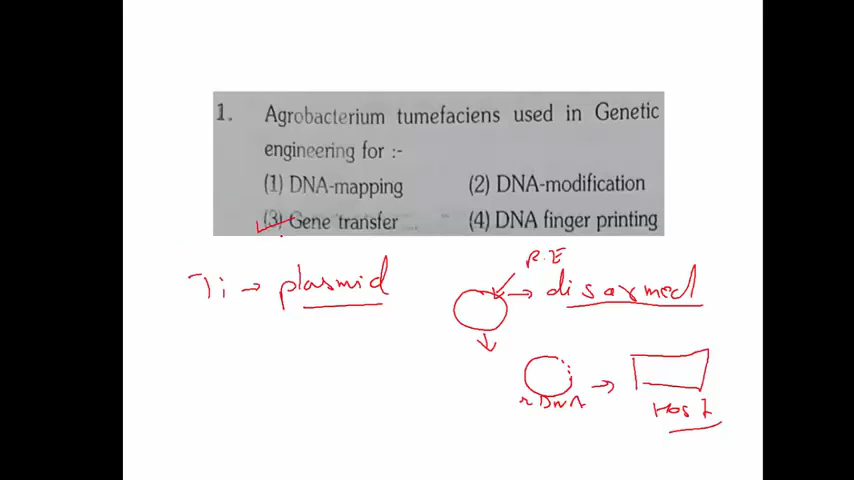 1. Agrobacterium tumefaciens used in Genetic
engineering for :-
(1) DNA-mapping (2) DNA-modification
(3) Gene transfer (4) DNA finger printing
R.E
Ti → plasmid → disarmed
rDNA → Host